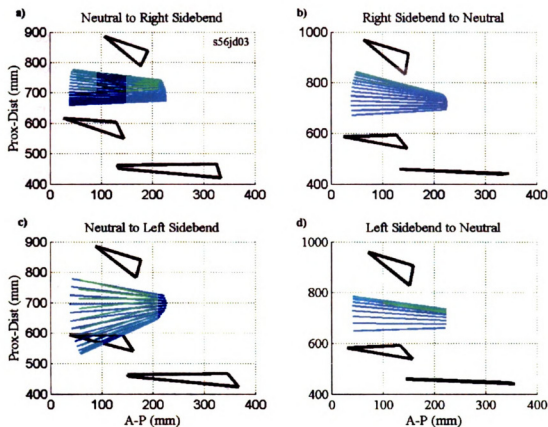 a) Neutral to Right Sidebend
s56jd03
900
800
700
600
500
400
Prox-Dist (mm)
0 100 200 300 400
b) Right Sidebend to Neutral
1000
800
600
400
0 100 200 300 400
c) Neutral to Left Sidebend
900
800
700
600
500
400
Prox-Dist (mm)
0 100 200 300 400
A-P (mm)
d) Left Sidebend to Neutral
1000
800
600
400
0 100 200 300 400
A-P (mm)